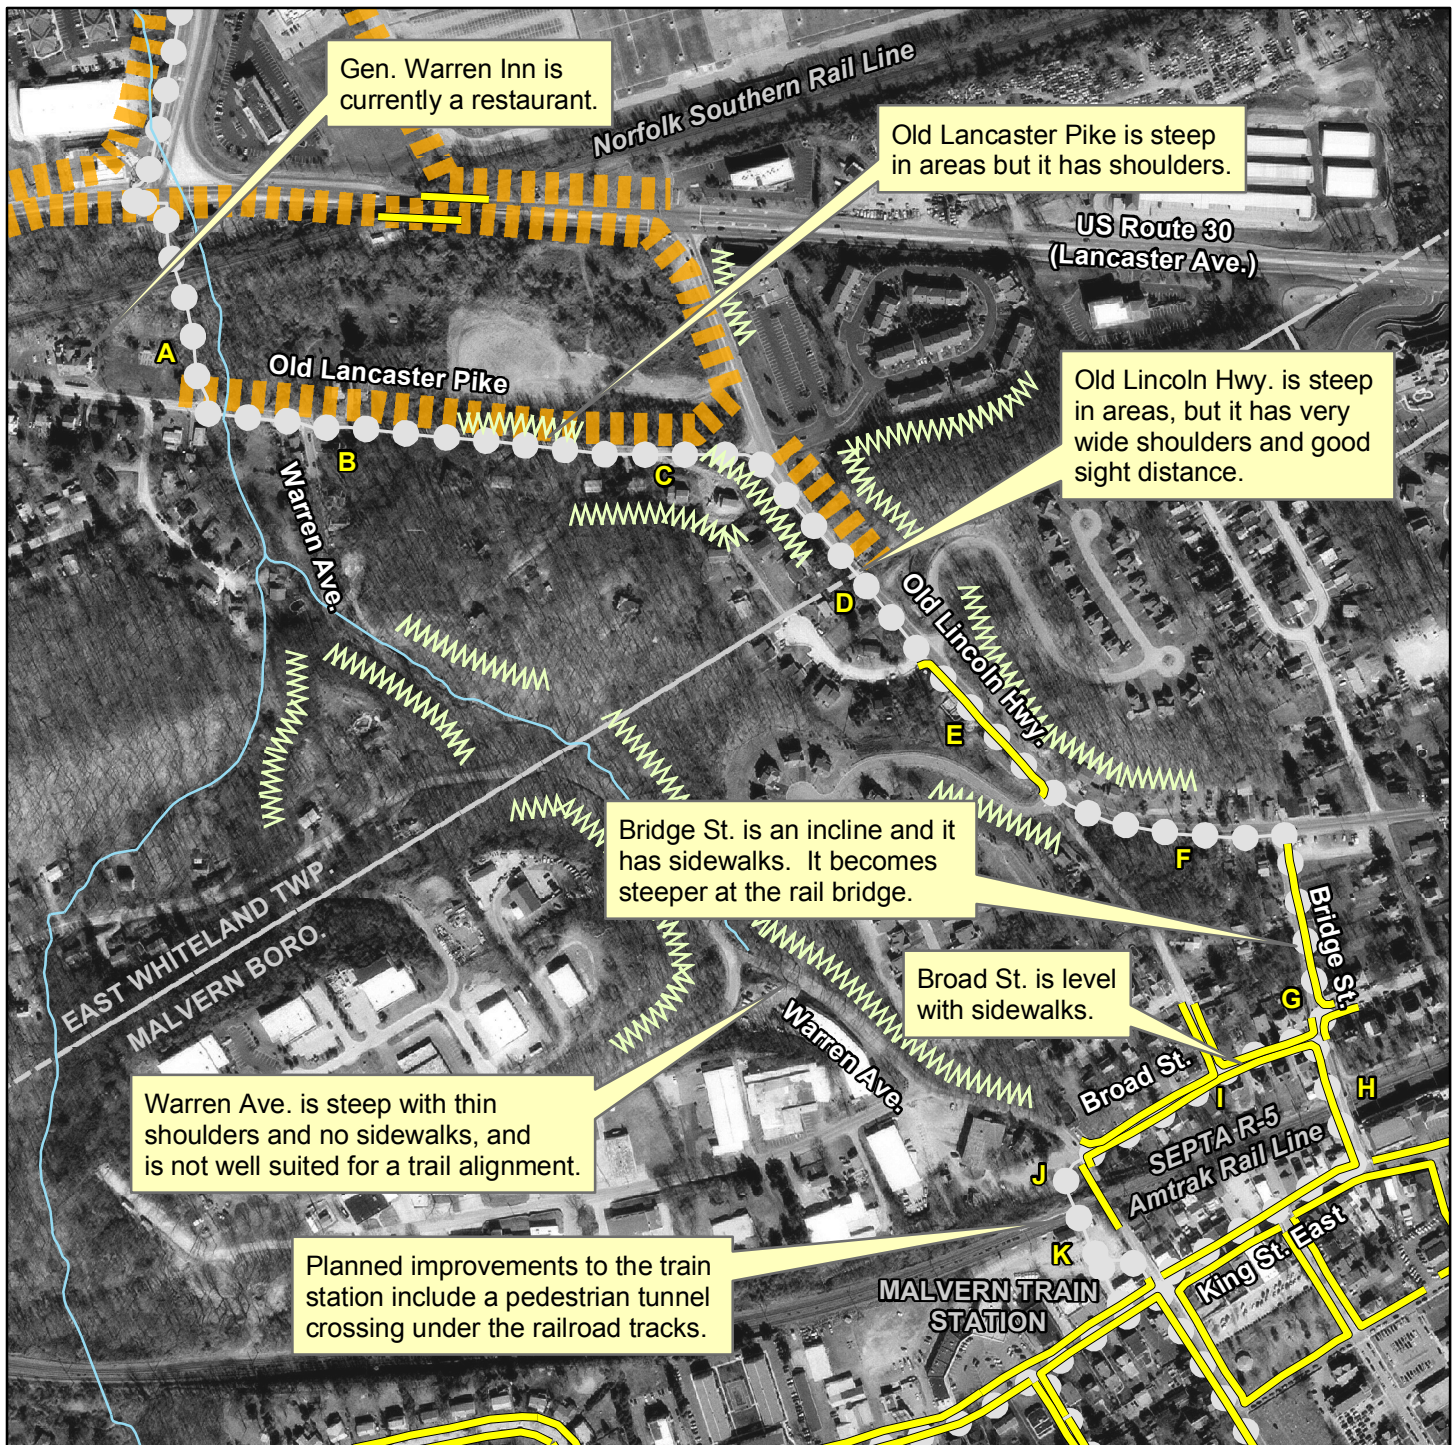 Gen. Warren Inn is
currently a restaurant.
Norfolk Southern Rail Line
Old Lancaster Pike is steep
in areas but it has shoulders.
US Route 30
(Lancaster Ave.)
A
Old Lancaster Pike
Old Lincoln Hwy. is steep
in areas, but it has very
wide shoulders and good
sight distance.
B
C
Warren Ave.
D
Old Lincoln Hwy.
E
Bridge St. is an incline and it
has sidewalks. It becomes
steeper at the rail bridge.
F
EAST WHITELAND TWP.
MALVERN BORO.
Bridge St.
Broad St. is level
with sidewalks.
G
Warren Ave.
Broad St.
I
H
Warren Ave. is steep with thin
shoulders and no sidewalks, and
is not well suited for a trail alignment.
SEPTA R-5
Amtrak Rail Line
J
K
King St. East
Planned improvements to the train
station include a pedestrian tunnel
crossing under the railroad tracks.
MALVERN TRAIN
STATION